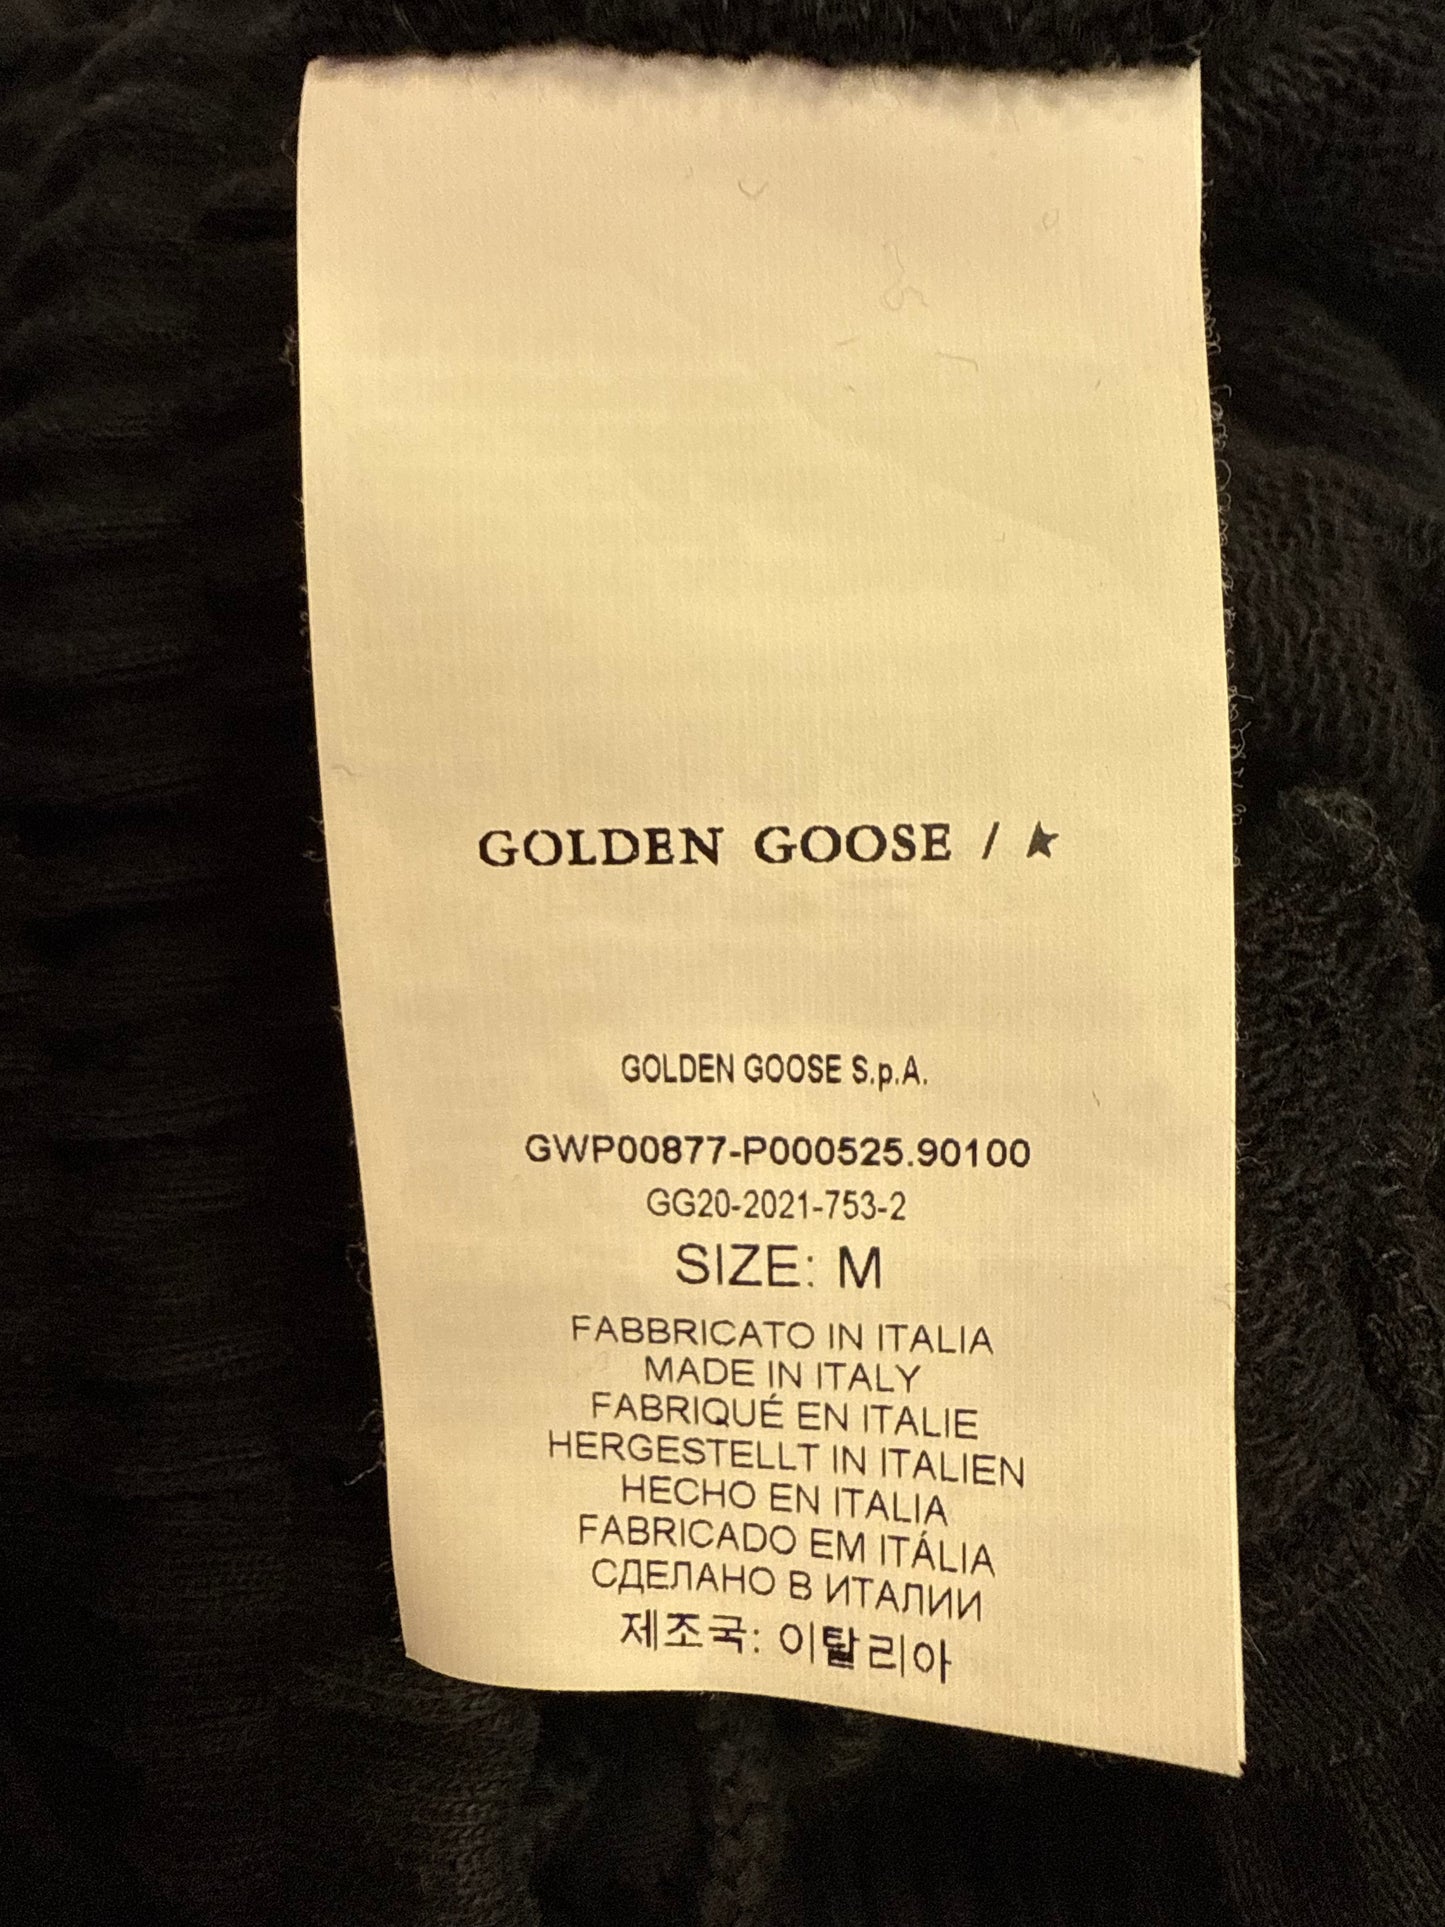 GOLDEN GOOSE / ★
GOLDEN GOOSE S.p.A.
GWP00877-P000525.90100
GG20-2021-753-2
SIZE: M
FABBRICATO IN ITALIA
MADE IN ITALY
FABRIQUÉ EN ITALIE
HERGESTELLT IN ITALIEN
HECHO EN ITALIA
FABRICADO EM ITÁLIA
СДЕЛАНО В ИТАЛИИ
제조국: 이탈리아